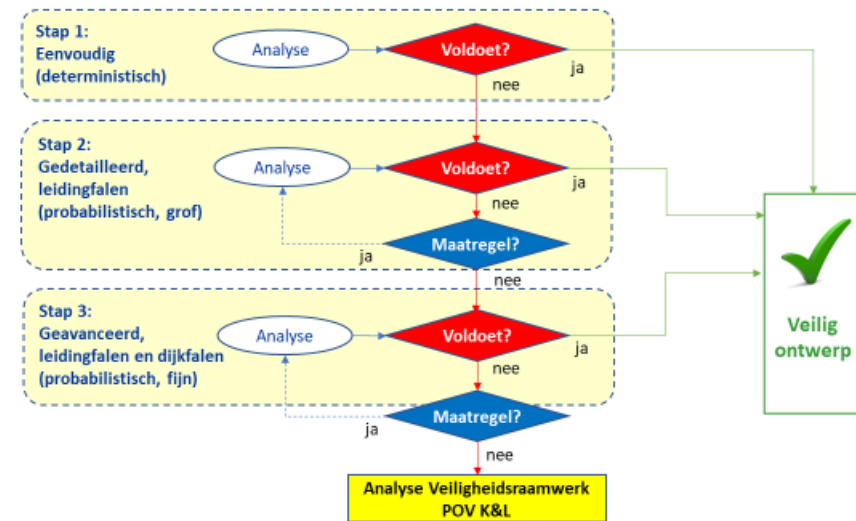 Stap 1:
Eenvoudig
(deterministisch)
Analyse
Voldoet?
ja
nee
Stap 2:
Gedetailleerd,
leidingfalen
(probabilistisch, grof)
Analyse
Voldoet?
ja
nee
Maatregel?
ja
nee
Stap 3:
Geavanceerd,
leidingfalen en dijkfalen
(probabilistisch, fijn)
Analyse
Voldoet?
ja
nee
Maatregel?
ja
nee
Analyse Veiligheidsraamwerk
POV K&L
Veilig
ontwerp